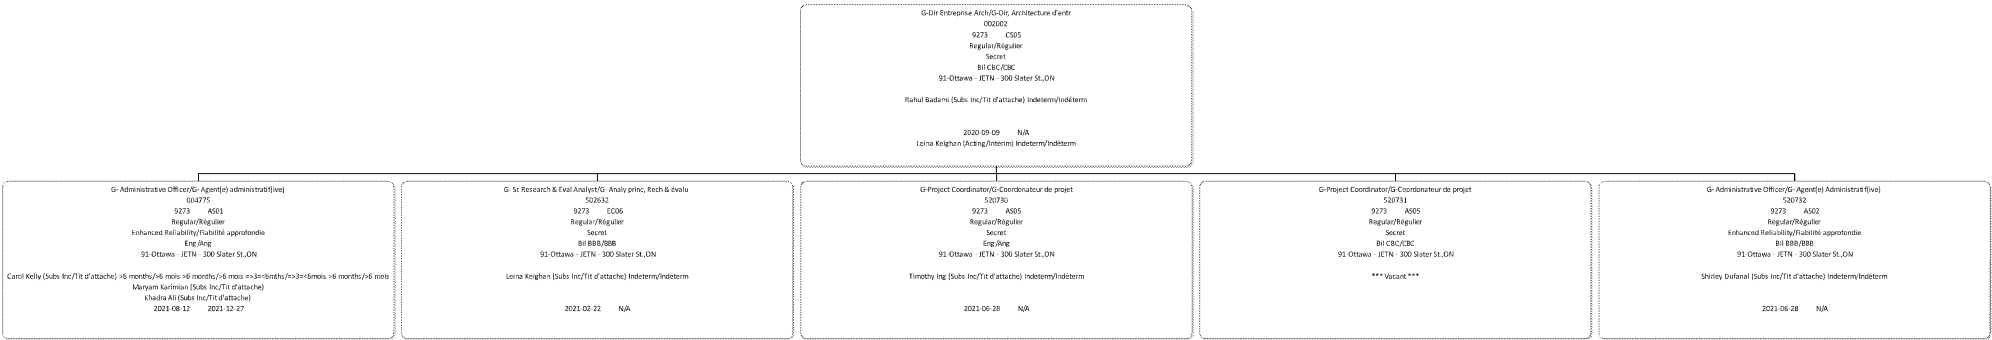 G-Dir Entreprise Arch/G-Dir, Architecture d'entr
002002
9273 CS05
Regular/Régulier
Secret
Bil CBC/CBC
91-Ottawa - JETN - 300 Slater St.,ON
Rahul Badami (Subs Inc/Tit d'attache) Indeterm/Indéterm
2020-09-09 N/A
Leina Keighan (Acting/Intérim) Indeterm/Indéterm
G- Administrative Officer/G- Agent(e) administratif(ive)
004775
9273 AS01
Regular/Régulier
Enhanced Reliability/Fiabilité approfondie
Eng/Ang
91-Ottawa - JETN - 300 Slater St.,ON
Carol Kelly (Subs Inc/Tit d'attache) >6 months/>6 mois >6 months/>6 mois =>3=<6mths/=>3=<6mois >6 months/>6 mois
Maryam Karimian (Subs Inc/Tit d'attache)
Khadra Ali (Subs Inc/Tit d'attache)
2021-08-12 2021-12-27
G- Sr Research & Eval Analyst/G- Analy princ, Rech & évalu
502632
9273 EC06
Regular/Régulier
Secret
Bil BBB/BBB
91-Ottawa - JETN - 300 Slater St.,ON
Leina Keighan (Subs Inc/Tit d'attache) Indeterm/Indéterm
2021-02-22 N/A
G-Project Coordinator/G-Coordonateur de projet
520730
9273 AS05
Regular/Régulier
Secret
Eng/Ang
91-Ottawa - JETN - 300 Slater St.,ON
Timothy Ing (Subs Inc/Tit d'attache) Indeterm/Indéterm
2021-06-28 N/A
G-Project Coordinator/G-Coordonateur de projet
520731
9273 AS05
Regular/Régulier
Secret
Bil CBC/CBC
91-Ottawa - JETN - 300 Slater St.,ON
*** Vacant ***
G- Administrative Officer/G- Agent(e) Administratif(ive)
520732
9273 AS02
Regular/Régulier
Enhanced Reliability/Fiabilité approfondie
Bil BBB/BBB
91-Ottawa - JETN - 300 Slater St.,ON
Shirley Dufanal (Subs Inc/Tit d'attache) Indeterm/Indéterm
2021-06-28 N/A